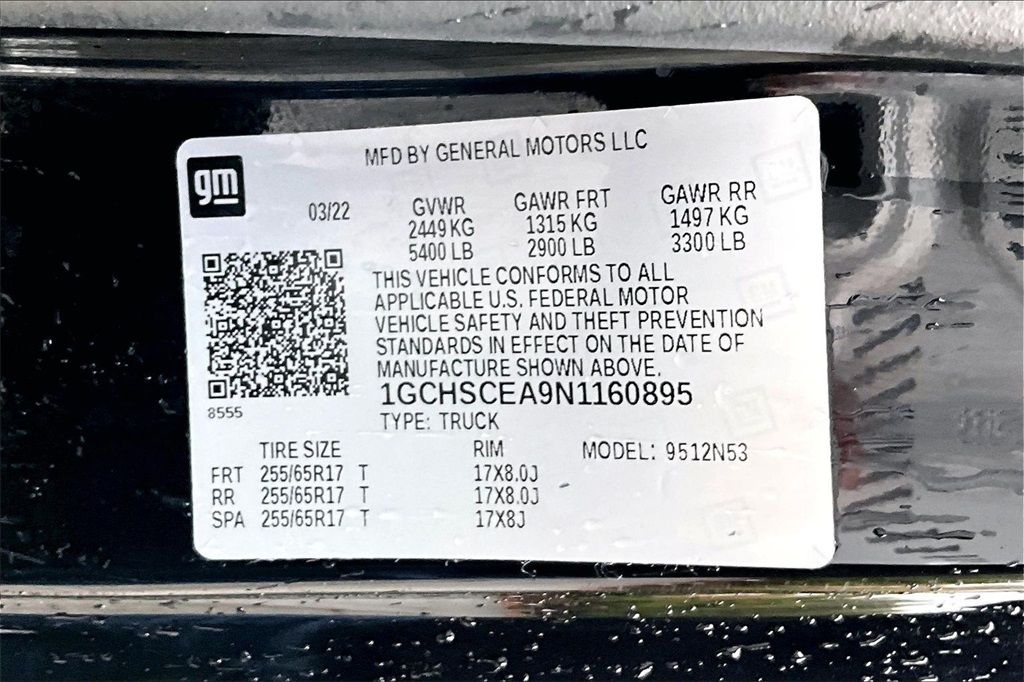 MFD BY GENERAL MOTORS LLC
gm
03/22 GVWR GAWR FRT GAWR RR
2449 KG 1315 KG 1497 KG
5400 LB 2900 LB 3300 LB
THIS VEHICLE CONFORMS TO ALL
APPLICABLE U.S. FEDERAL MOTOR
VEHICLE SAFETY AND THEFT PREVENTION
STANDARDS IN EFFECT ON THE DATE OF
MANUFACTURE SHOWN ABOVE.
1GCHSCEA9N1160895
8555
TYPE: TRUCK
TIRE SIZE RIM MODEL: 9512N53
FRT 255/65R17 T 17X8.0J
RR 255/65R17 T 17X8.0J
SPA 255/65R17 T 17X8J